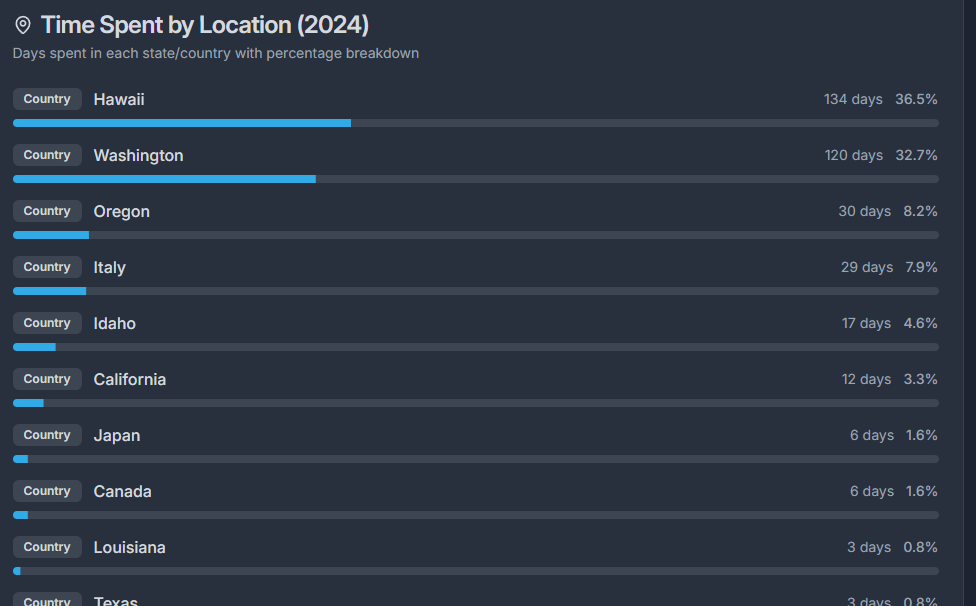 Time Spent by Location (2024)
Days spent in each state/country with percentage breakdown
Country Hawaii 134 days 36.5%
Country Washington 120 days 32.7%
Country Oregon 30 days 8.2%
Country Italy 29 days 7.9%
Country Idaho 17 days 4.6%
Country California 12 days 3.3%
Country Japan 6 days 1.6%
Country Canada 6 days 1.6%
Country Louisiana 3 days 0.8%
Country Texas 3 days 0.8%